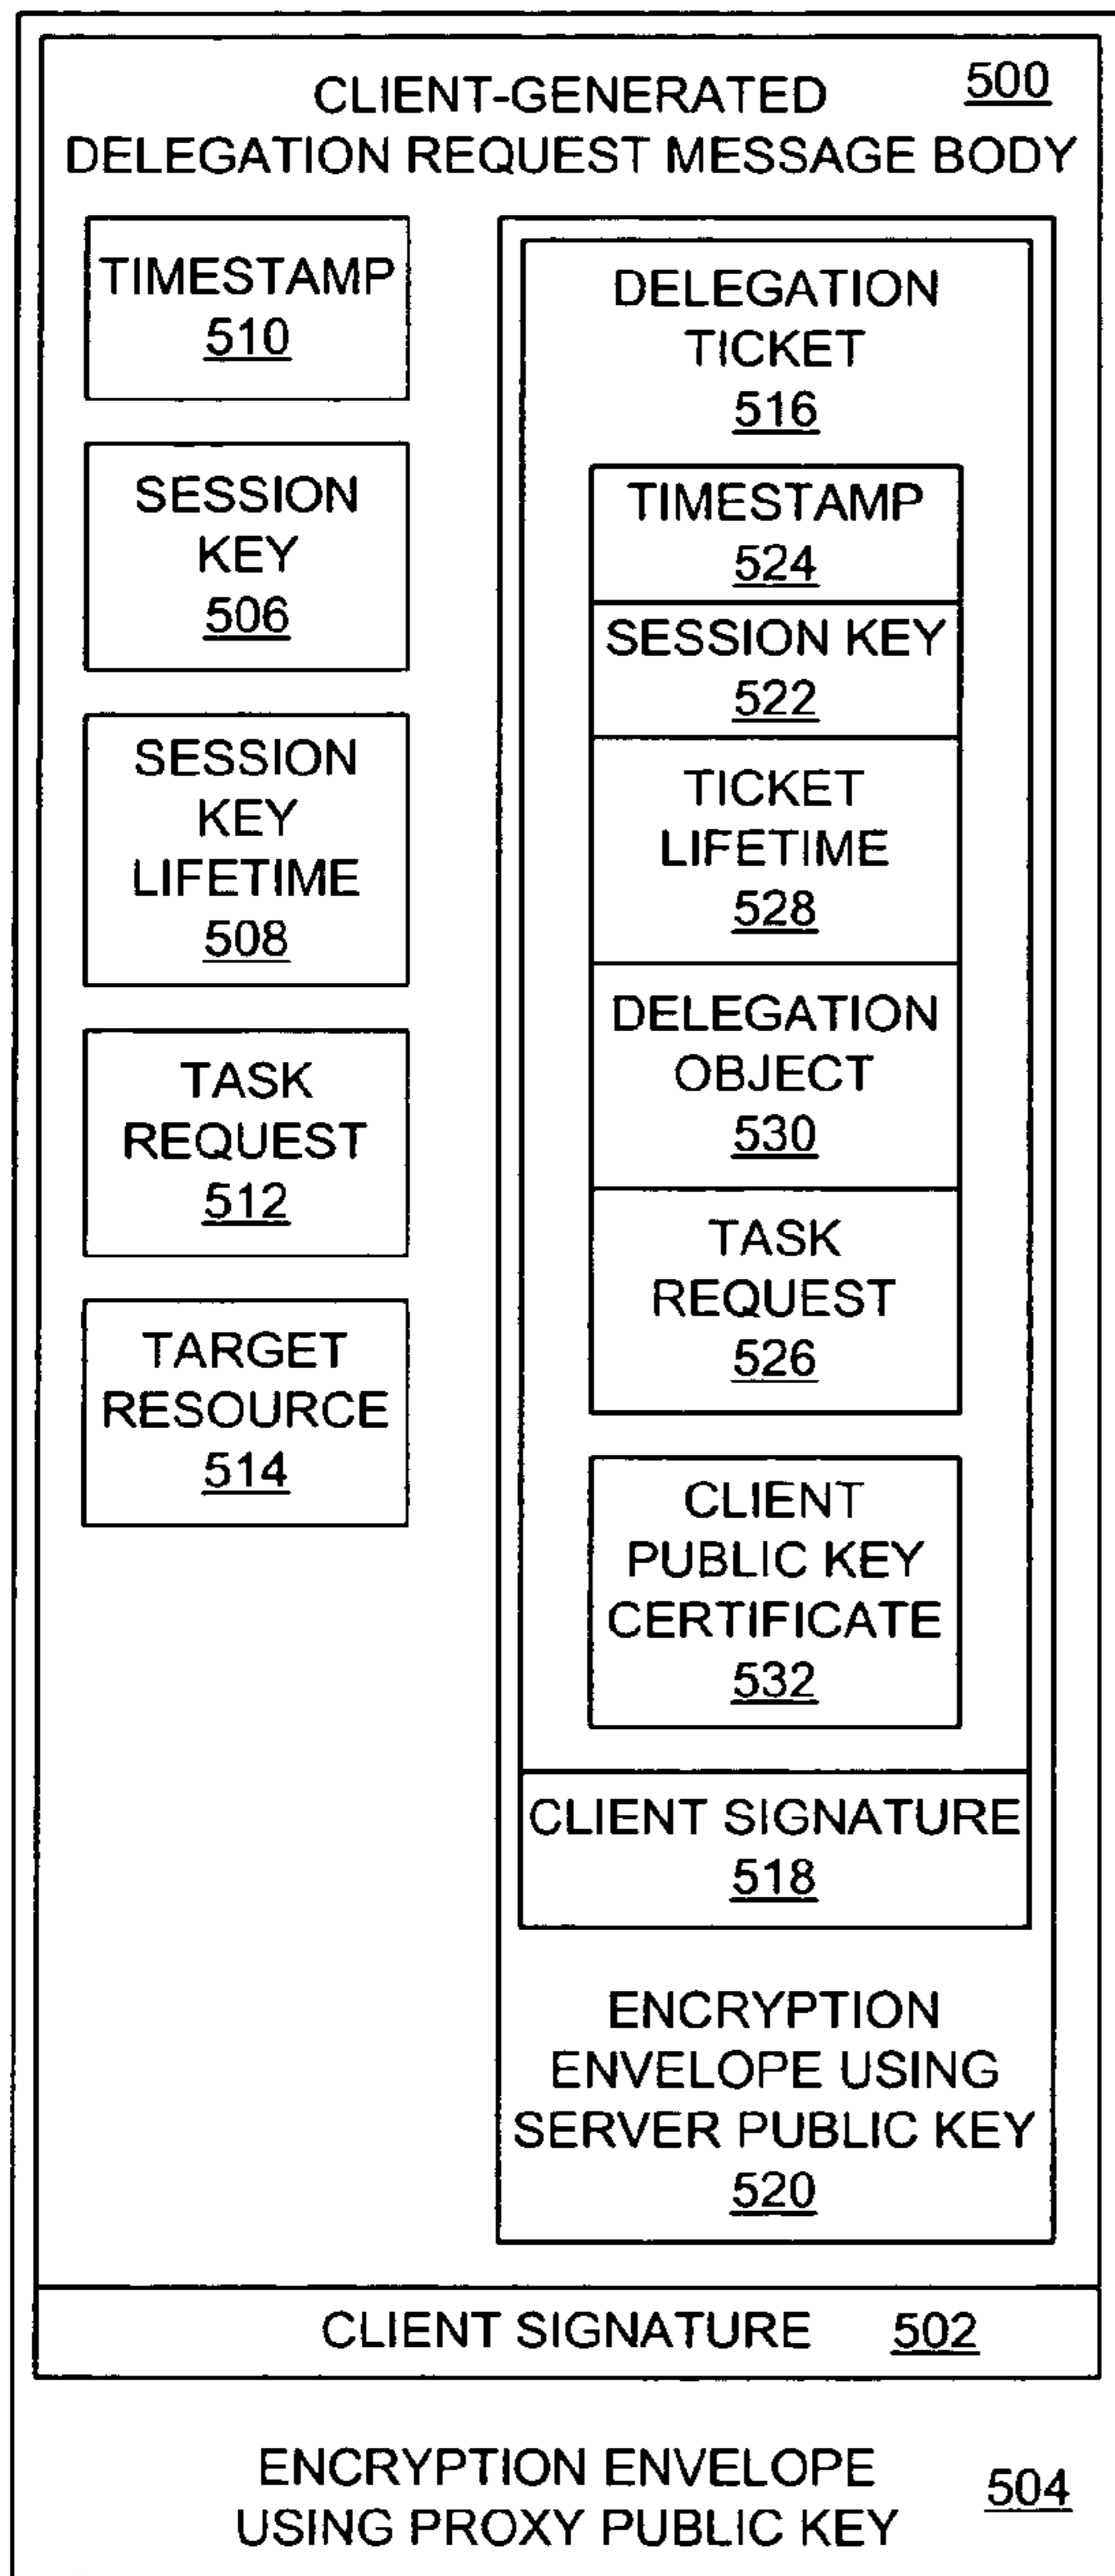 CLIENT-GENERATED 500
DELEGATION REQUEST MESSAGE BODY
TIMESTAMP
510
SESSION
KEY
506
SESSION
KEY
LIFETIME
508
TASK
REQUEST
512
TARGET
RESOURCE
514
DELEGATION
TICKET
516
TIMESTAMP
524
SESSION KEY
522
TICKET
LIFETIME
528
DELEGATION
OBJECT
530
TASK
REQUEST
526
CLIENT
PUBLIC KEY
CERTIFICATE
532
CLIENT SIGNATURE
518
ENCRYPTION
ENVELOPE USING
SERVER PUBLIC KEY
520
CLIENT SIGNATURE 502
ENCRYPTION ENVELOPE
USING PROXY PUBLIC KEY 504